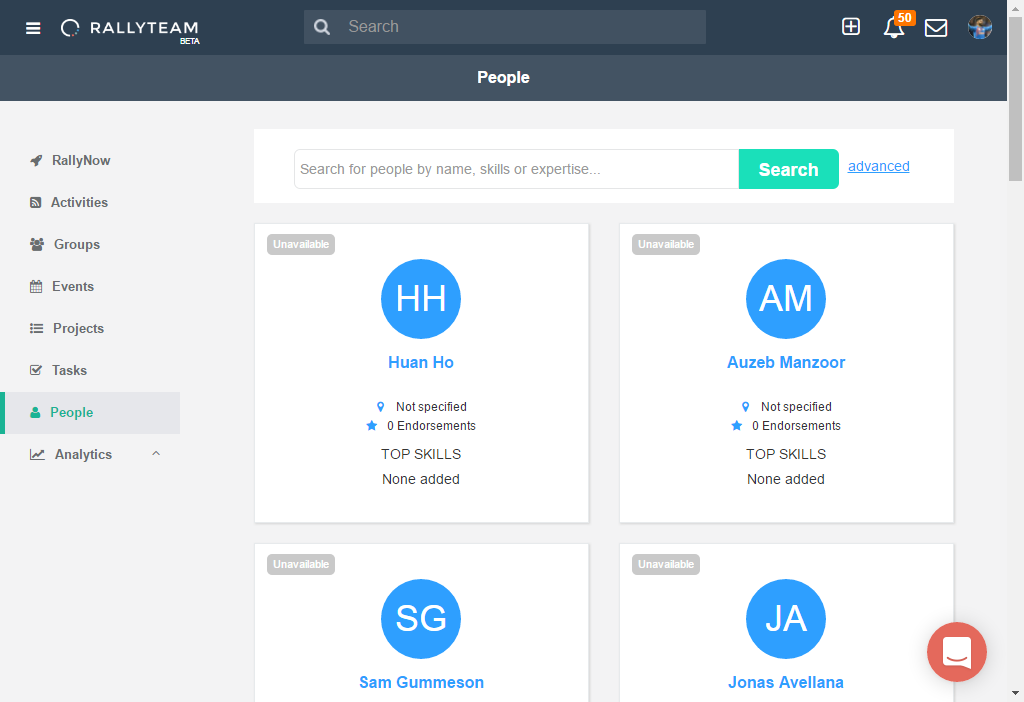 RALLYTEAM
BETA
Search
50
People
RallyNow
Activities
Groups
Events
Projects
Tasks
People
Analytics
Search for people by name, skills or expertise...
Search
advanced
Unavailable
HH
Huan Ho
Not specified
0 Endorsements
TOP SKILLS
None added
Unavailable
AM
Auzeb Manzoor
Not specified
0 Endorsements
TOP SKILLS
None added
Unavailable
SG
Sam Gummeson
Unavailable
JA
Jonas Avellana